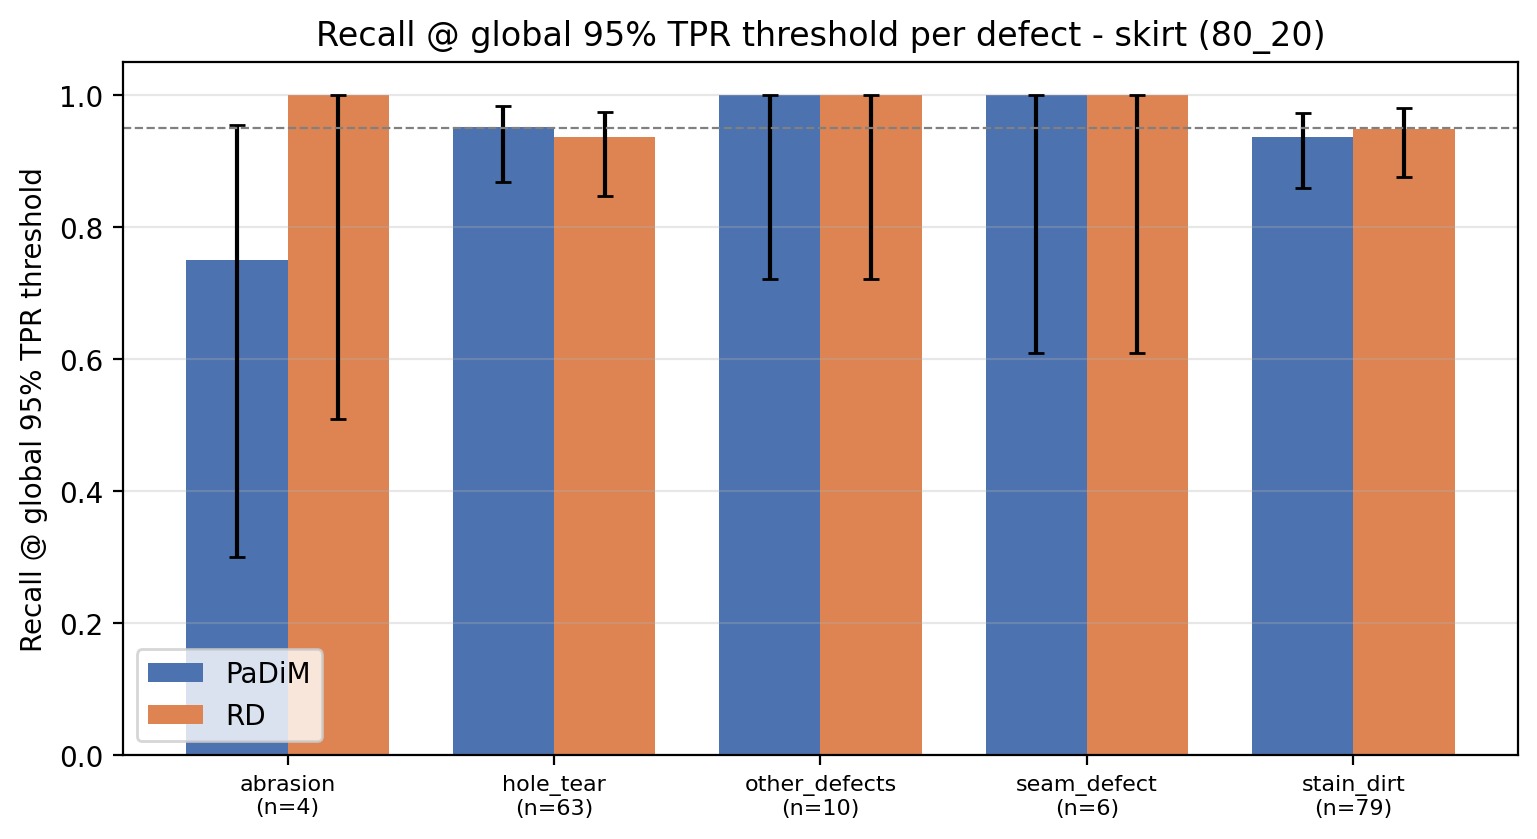 Recall @ global 95% TPR threshold per defect - skirt (80_20)
Recall @ global 95% TPR threshold
1.0
0.8
0.6
0.4
0.2
0.0
PaDiM
RD
abrasion
(n=4)
hole_tear
(n=63)
other_defects
(n=10)
seam_defect
(n=6)
stain_dirt
(n=79)